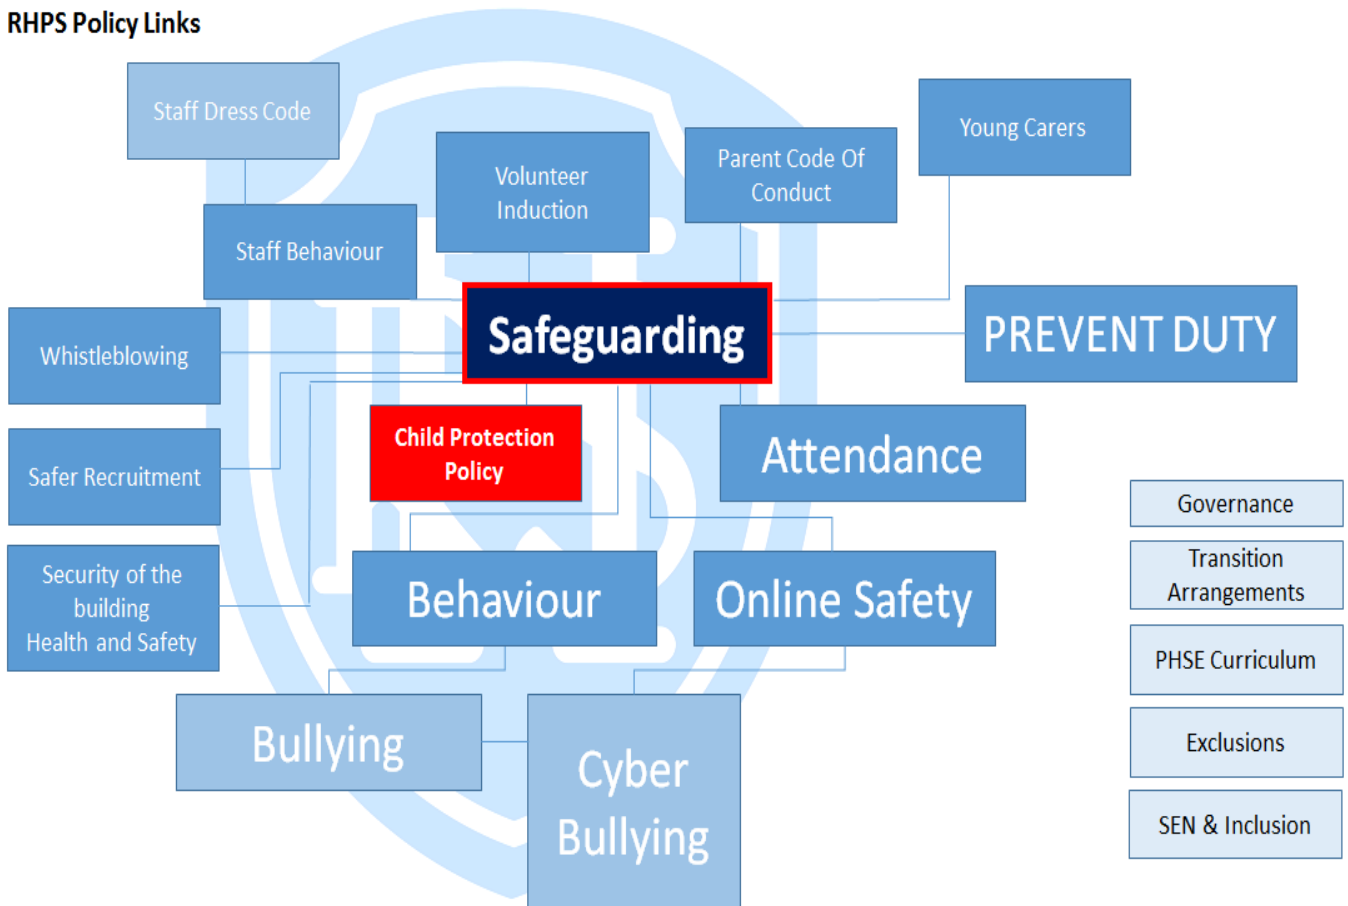 RHPS Policy Links
Staff Dress Code
Young Carers
Parent Code Of
Conduct
Volunteer
Induction
Staff Behaviour
Safeguarding
PREVENT DUTY
Whistleblowing
Child Protection
Policy
Attendance
Safer Recruitment
Governance
Transition
Arrangements
Security of the
building
Health and Safety
Behaviour
Online Safety
PHSE Curriculum
Bullying
Cyber
Bullying
Exclusions
SEN & Inclusion